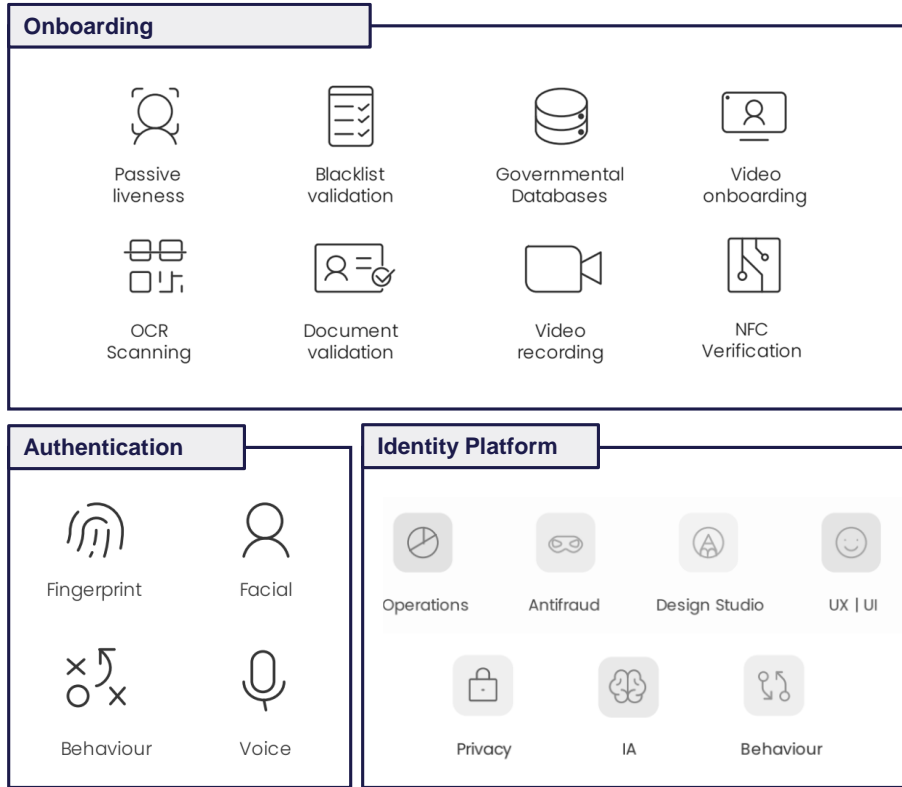 Onboarding
Passive
liveness
Blacklist
validation
Governmental
Databases
Video
onboarding
OCR
Scanning
Document
validation
Video
recording
NFC
Verification
Authentication
Fingerprint
Facial
Behaviour
Voice
Identity Platform
Operations
Antifraud
Design Studio
UX | UI
Privacy
IA
Behaviour